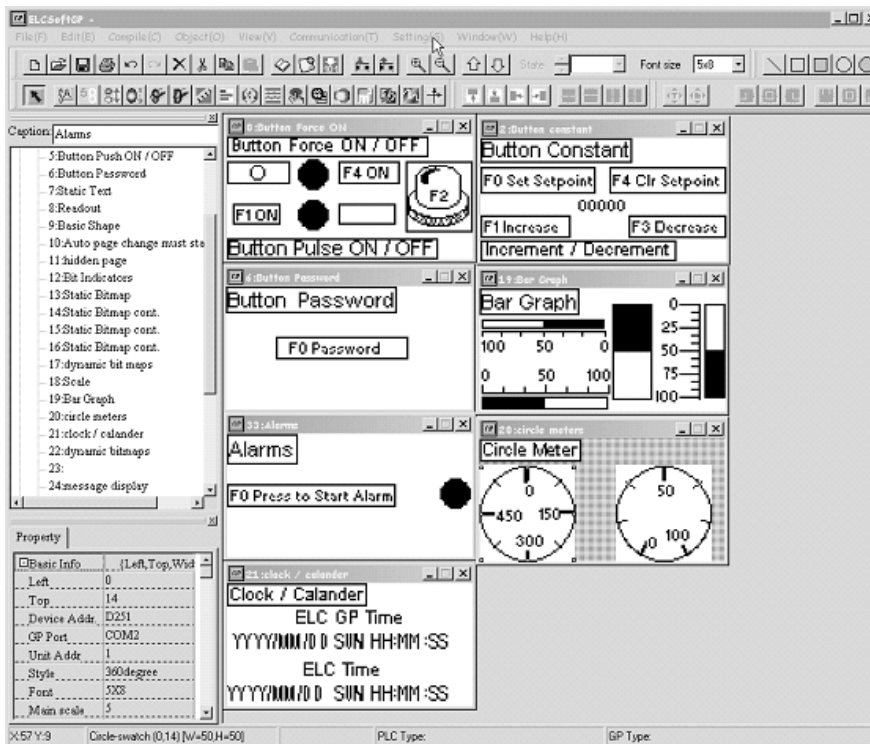 ELCSoftGP -
File(F) Edit(E) Compile(C) Object(O) View(V) Communication(T) Setting(S) Window(W) Help(H)
State Font size 5x8
Caption: Alarms
5:Button Push ON / OFF
6:Button Password
7:Static Text
8:Readout
9:Basic Shape
10:Auto page change must sta
11:hidden page
12:Bit Indicators
13:Static Bitmap
14:Static Bitmap cont.
15:Static Bitmap cont.
16:Static Bitmap cont.
17:dynamic bit maps
18:Scale
19:Bar Graph
20:circle meters
21:clock / calander
22:dynamic bitmaps
23:
24:message display
Property
Basic Info {Left,Top,Wid
Left 0
Top 14
Device Addr. D251
GP Port COM2
Unit Addr 1
Style 360degree
Font 5X8
Main scale 5
0:Button Force ON
Button Force ON / OFF
F4 ON
F2
F1 ON
Button Pulse ON / OFF
2:Button constant
Button Constant
F0 Set Setpoint F4 Clr Setpoint
00000
F1 Increase F3 Decrease
Increment / Decrement
6:Button Password
Button Password
F0 Password
19:Bar Graph
Bar Graph
100 50 0
0 50 100
0
25
50
75
100
33:Alarms
Alarms
F0 Press to Start Alarm
20:circle meters
Circle Meter
0
450 150
300
50
0 100
21:clock / calander
Clock / Calander
ELC GP Time
YYYY/MM/DD SUN HH:MM:SS
ELC Time
YYYY/MM/DD SUN HH:MM:SS
X:57 Y:9 Circle-swatch (0,14) [W=50,H=50] PLC Type: GP Type: